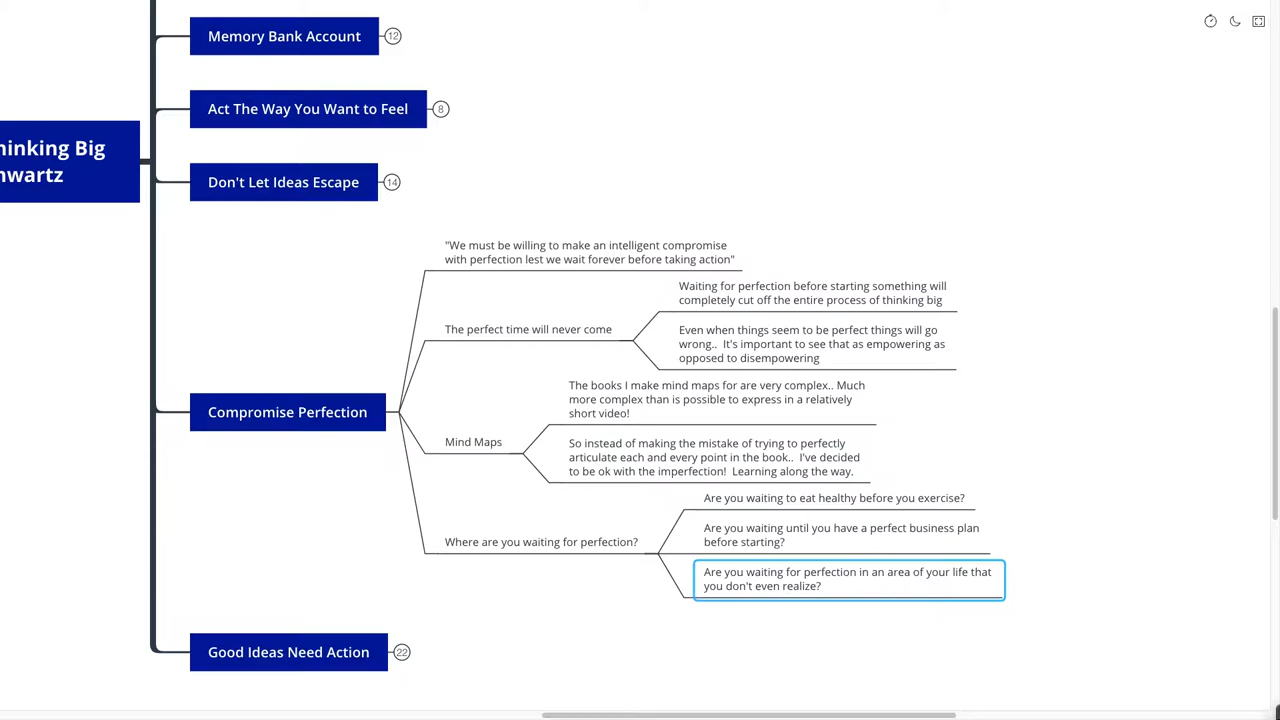 Memory Bank Account 12
Act The Way You Want to Feel 8
hinking Big
hwartz
Don't Let Ideas Escape 14
"We must be willing to make an intelligent compromise
with perfection lest we wait forever before taking action"
The perfect time will never come
Waiting for perfection before starting something will
completely cut off the entire process of thinking big
Even when things seem to be perfect things will go
wrong.. It's important to see that as empowering as
opposed to disempowering
Compromise Perfection
Mind Maps
The books I make mind maps for are very complex.. Much
more complex than is possible to express in a relatively
short video!
So instead of making the mistake of trying to perfectly
articulate each and every point in the book.. I've decided
to be ok with the imperfection! Learning along the way.
Where are you waiting for perfection?
Are you waiting to eat healthy before you exercise?
Are you waiting until you have a perfect business plan
before starting?
Are you waiting for perfection in an area of your life that
you don't even realize?
Good Ideas Need Action 22